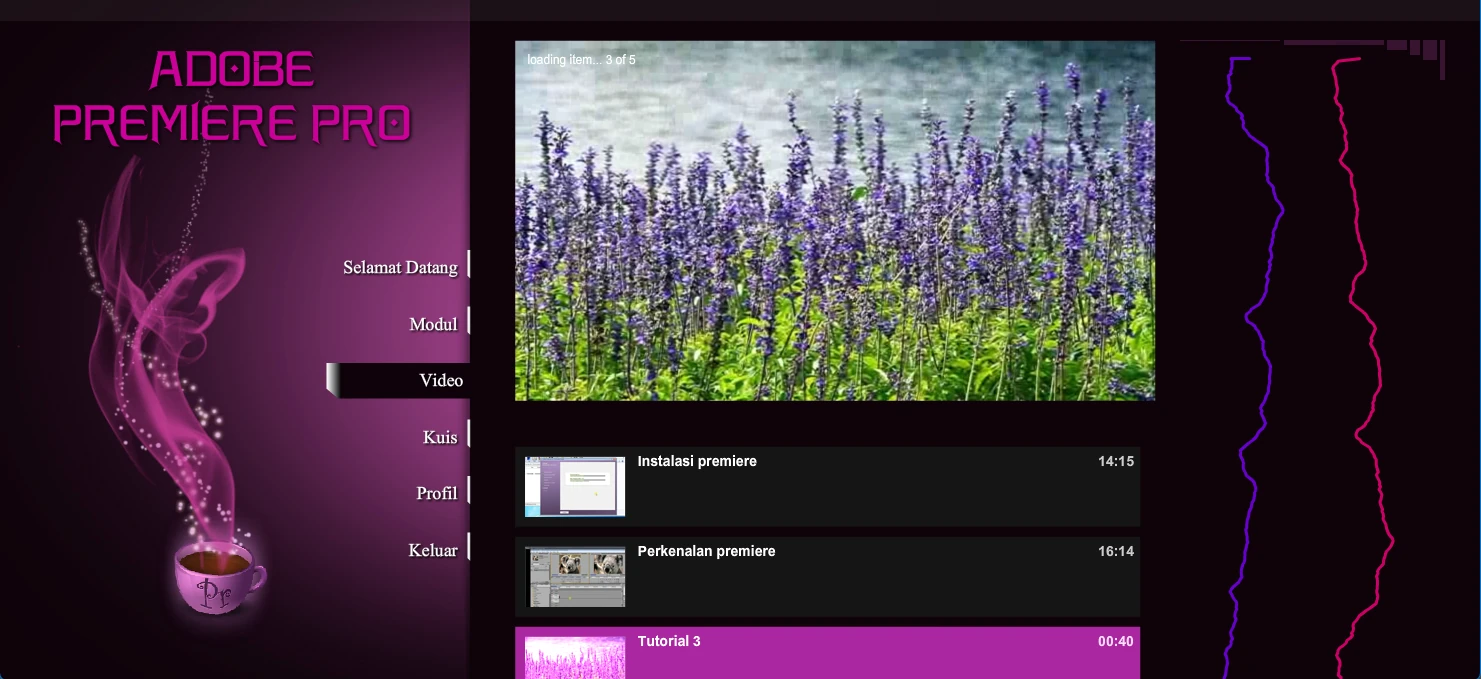 ADOBE
PREMIERE PRO
Selamat Datang
Modul
Video
Kuis
Profil
Keluar
Pr
loading item... 3 of 5
Instalasi premiere 14:15
Perkenalan premiere 16:14
Tutorial 3 00:40